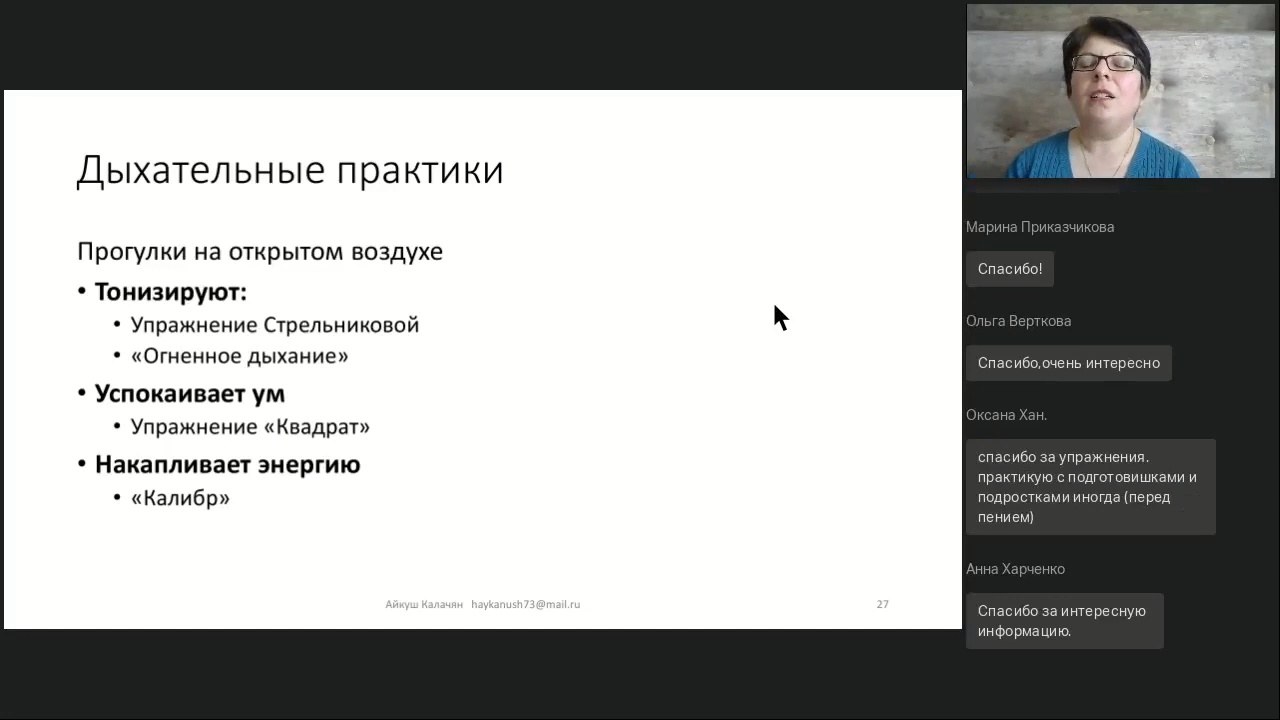 Дыхательные практики
Прогулки на открытом воздухе
• Тонизируют:
• Упражнение Стрельниковой
• «Огненное дыхание»
• Успокаивает ум
• Упражнение «Квадрат»
• Накапливает энергию
• «Калибр»
Айкуш Калачян haykanush73@mail.ru
27
Марина Приказчикова
Спасибо!
Ольга Верткова
Спасибо,очень интересно
Оксана Хан.
спасибо за упражнения.
практикую с подготовишками и
подростками иногда (перед
пением)
Анна Харченко
Спасибо за интересную
информацию.